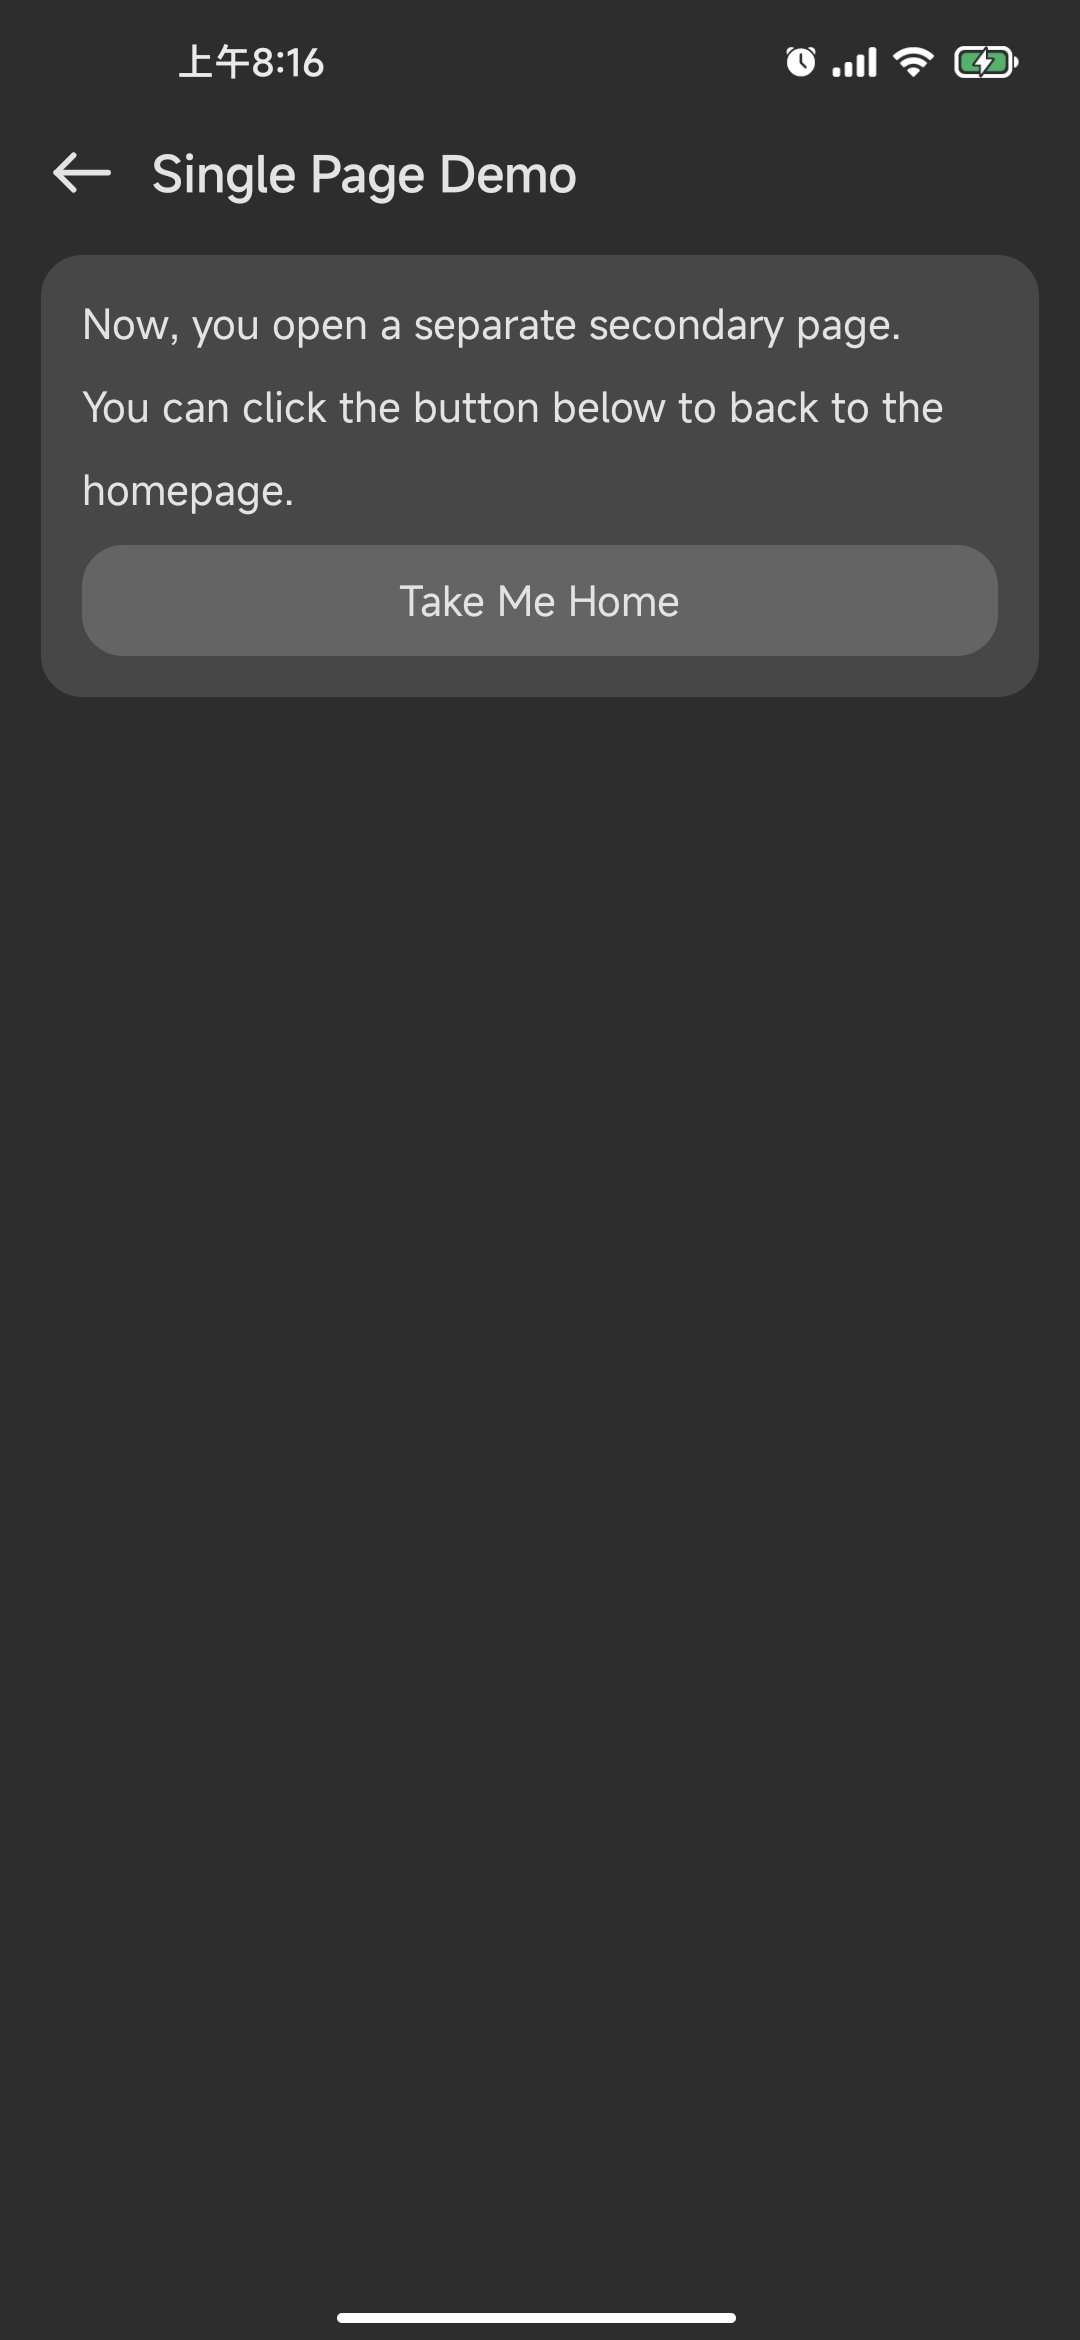 上午8:16
Single Page Demo
Now, you open a separate secondary page.
You can click the button below to back to the
homepage.
Take Me Home